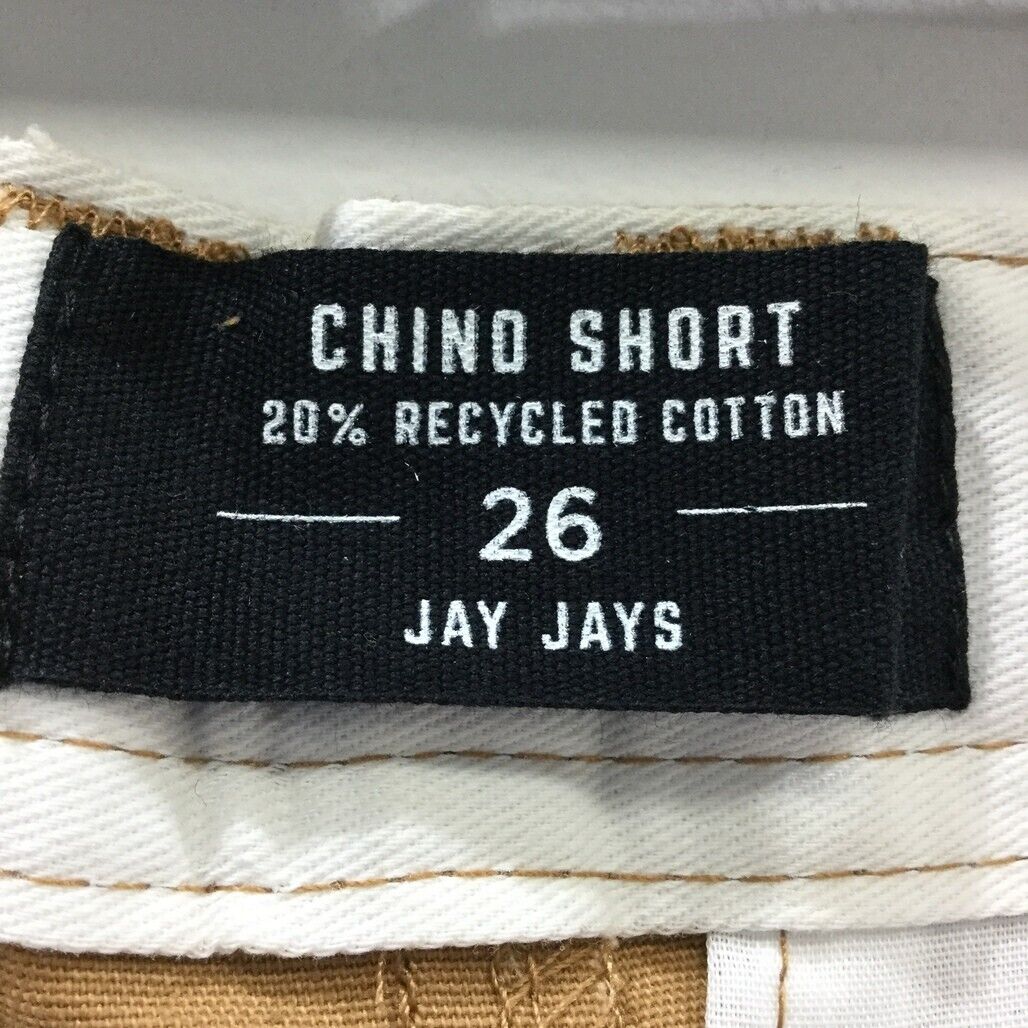 CHINO SHORT
20% RECYCLED COTTON
26
JAY JAYS